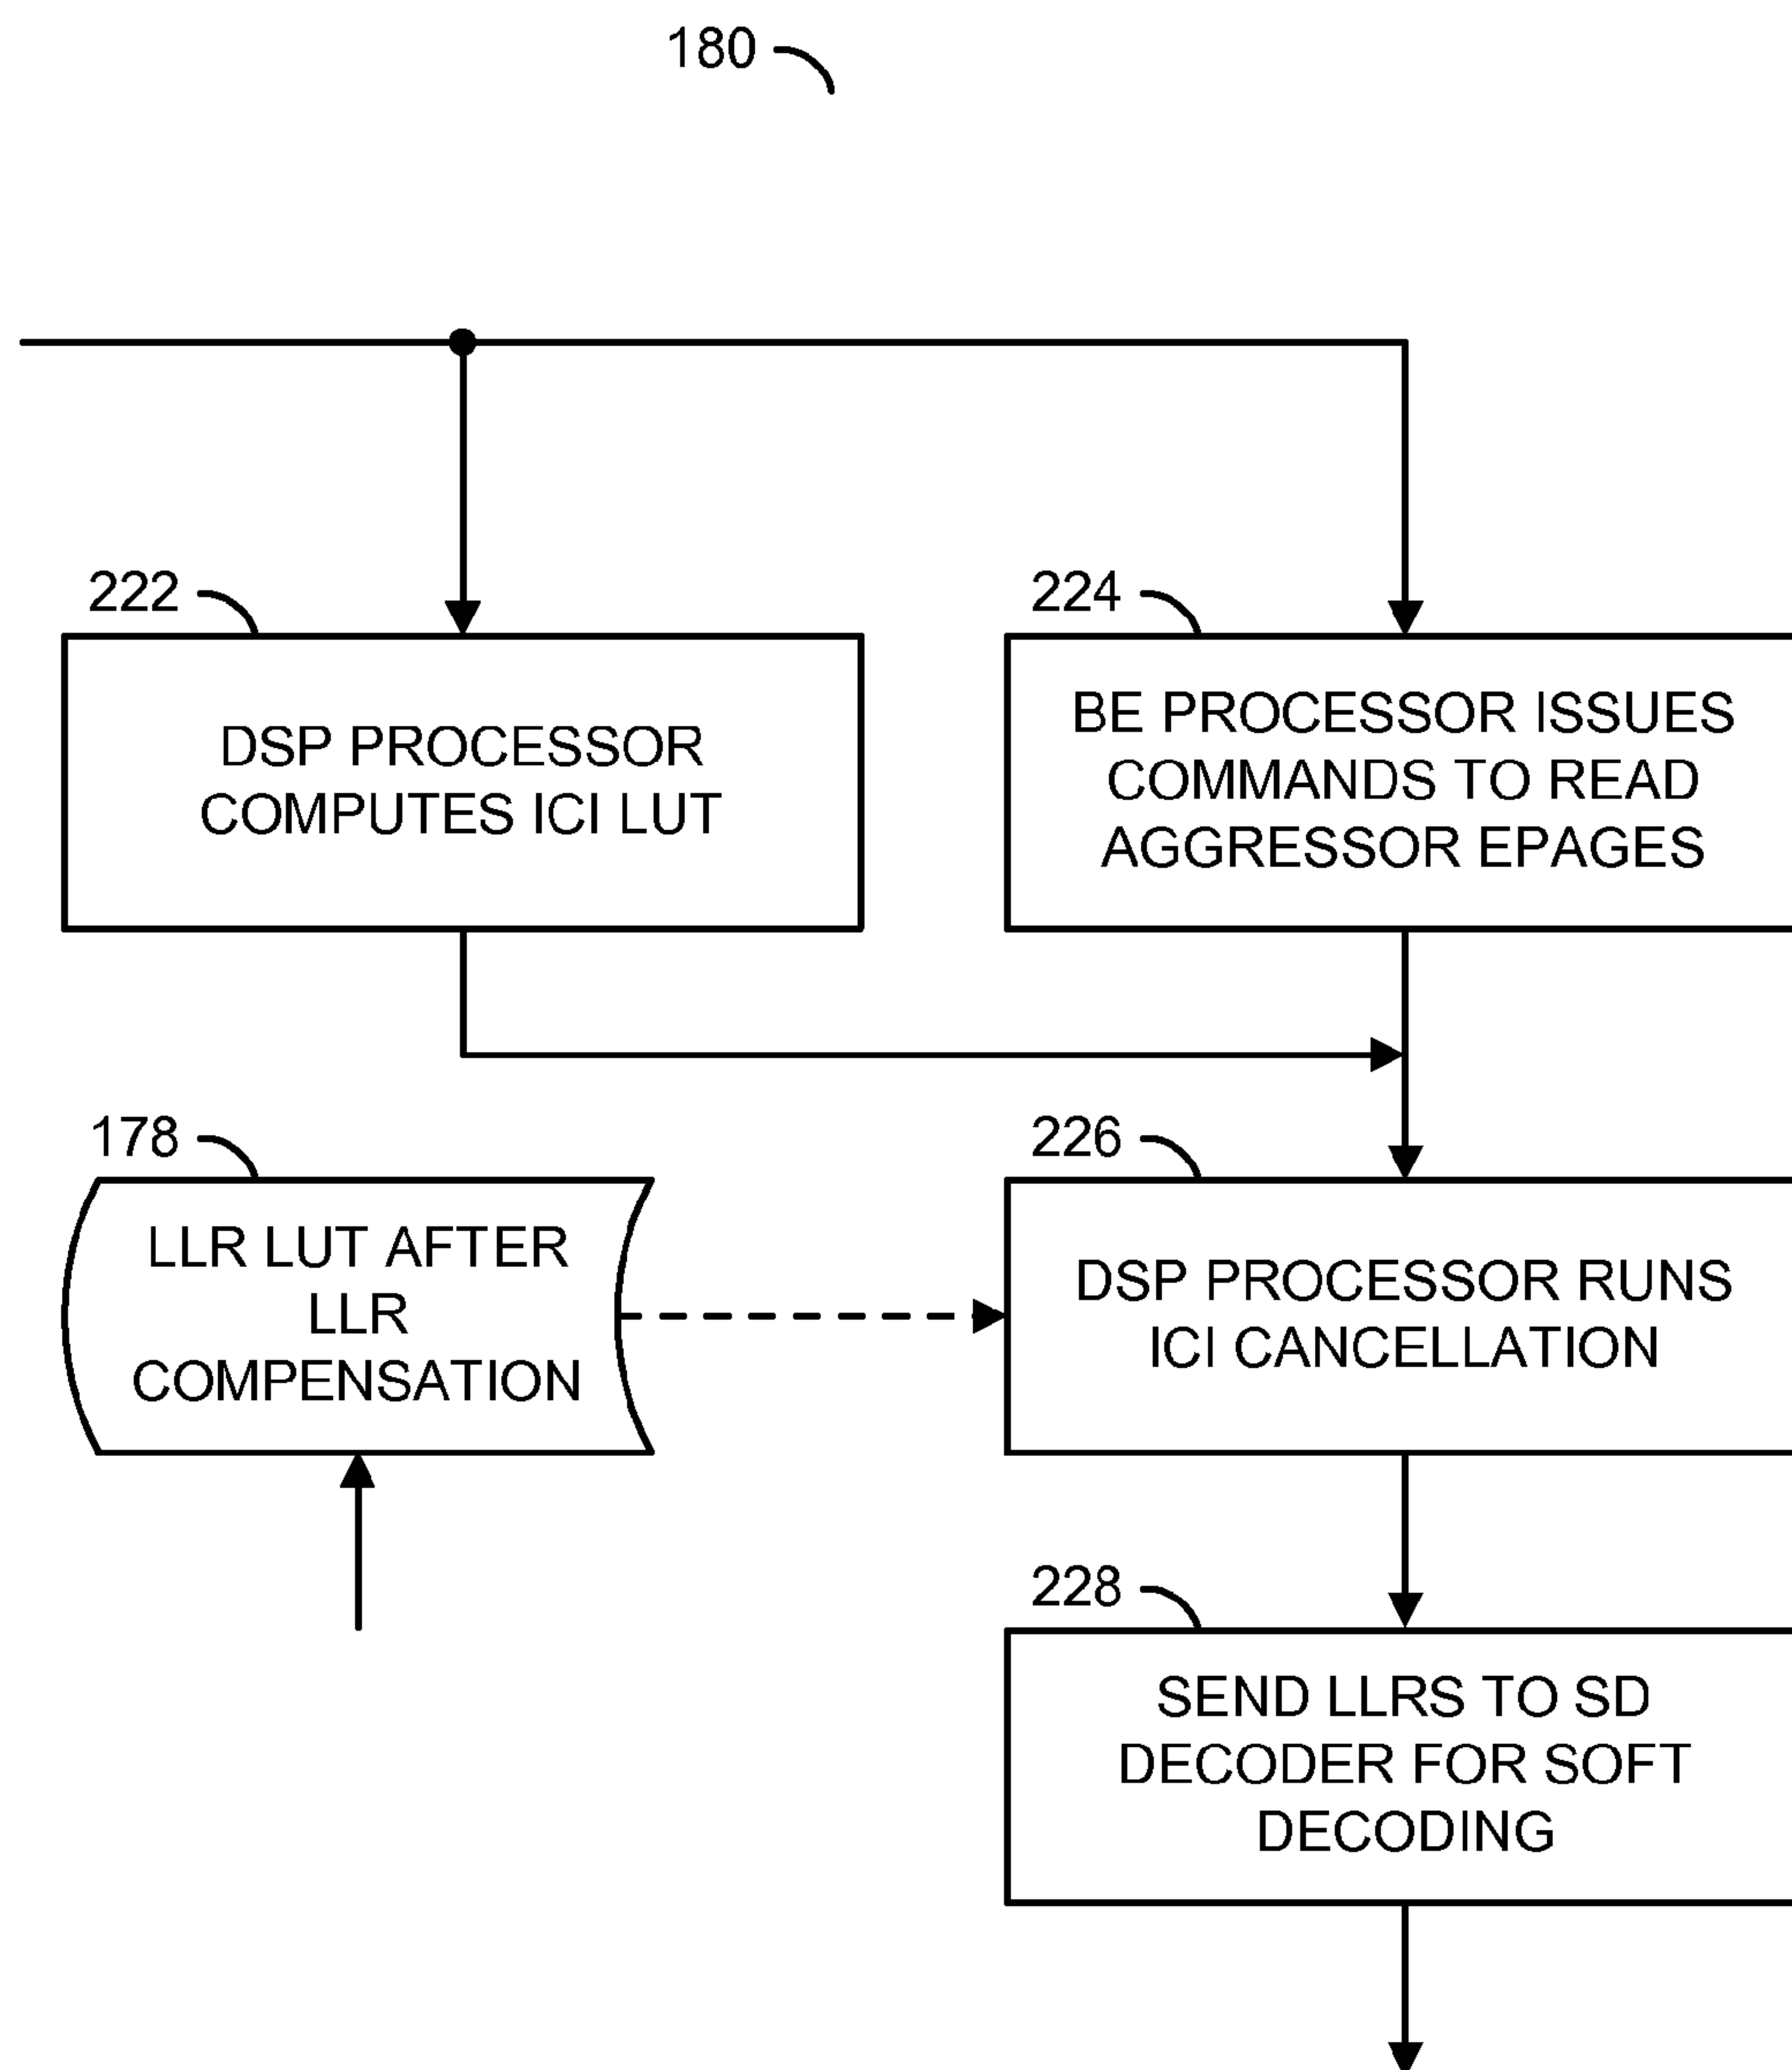 180
222
DSP PROCESSOR
COMPUTES ICI LUT
224
BE PROCESSOR ISSUES
COMMANDS TO READ
AGGRESSOR EPAGES
178
LLR LUT AFTER
LLR
COMPENSATION
226
DSP PROCESSOR RUNS
ICI CANCELLATION
228
SEND LLRS TO SD
DECODER FOR SOFT
DECODING